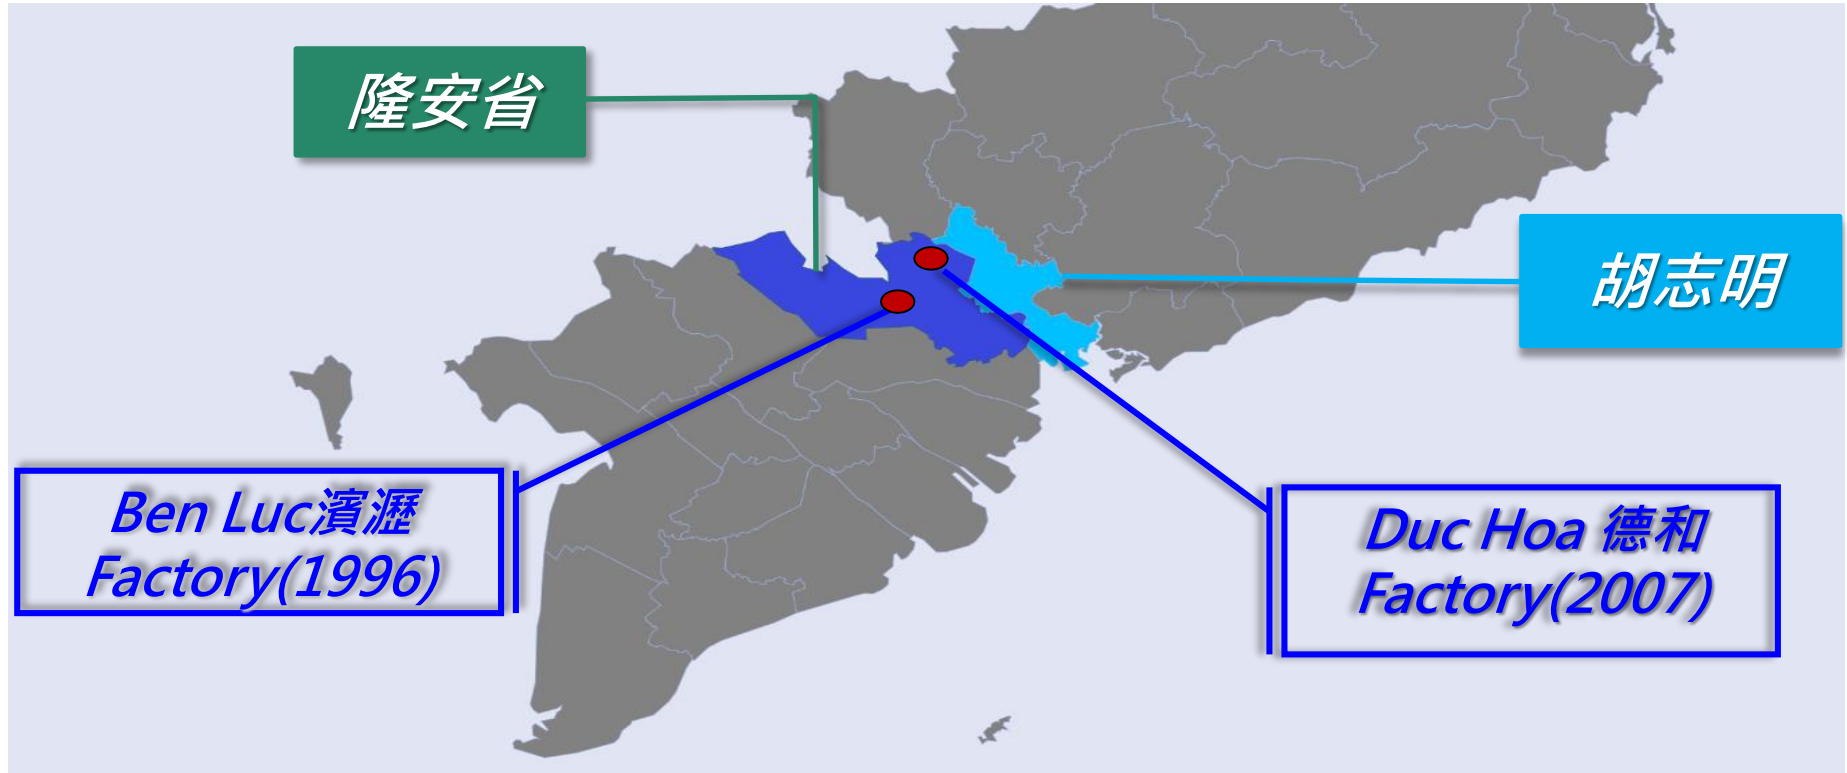 隆安省
胡志明
Ben Luc濱瀝
Factory(1996)
Duc Hoa 德和
Factory(2007)